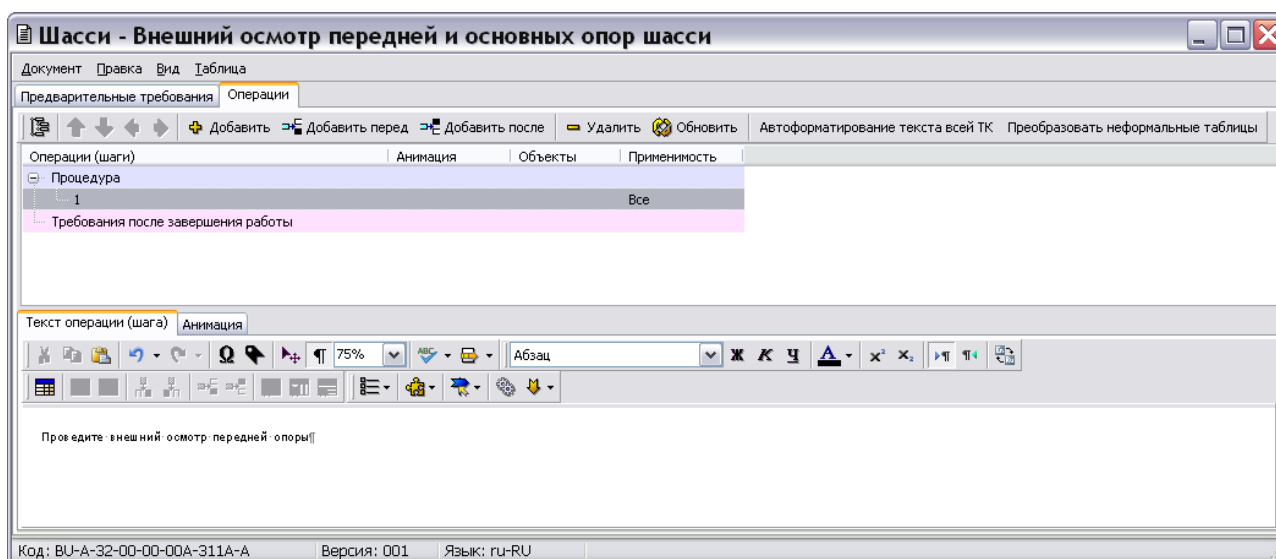 Шасси - Внешний осмотр передней и основных опор шасси
Документ Правка Вид Таблица
Предварительные требования Операции
Добавить Добавить перед Добавить после Удалить Обновить Автоформатирование текста всей ТК Преобразовать неформальные таблицы
Операции (шаги) Анимация Объекты Применимость
Процедура
1 Все
Требования после завершения работы
Текст операции (шага) Анимация
Ω ¶ 75% ABC Абзац Ж К Ч А x² x₂ ¶ ¶
Проведите внешний осмотр передней опоры¶
Код: BU-A-32-00-00-00A-311A-A Версия: 001 Язык: ru-RU